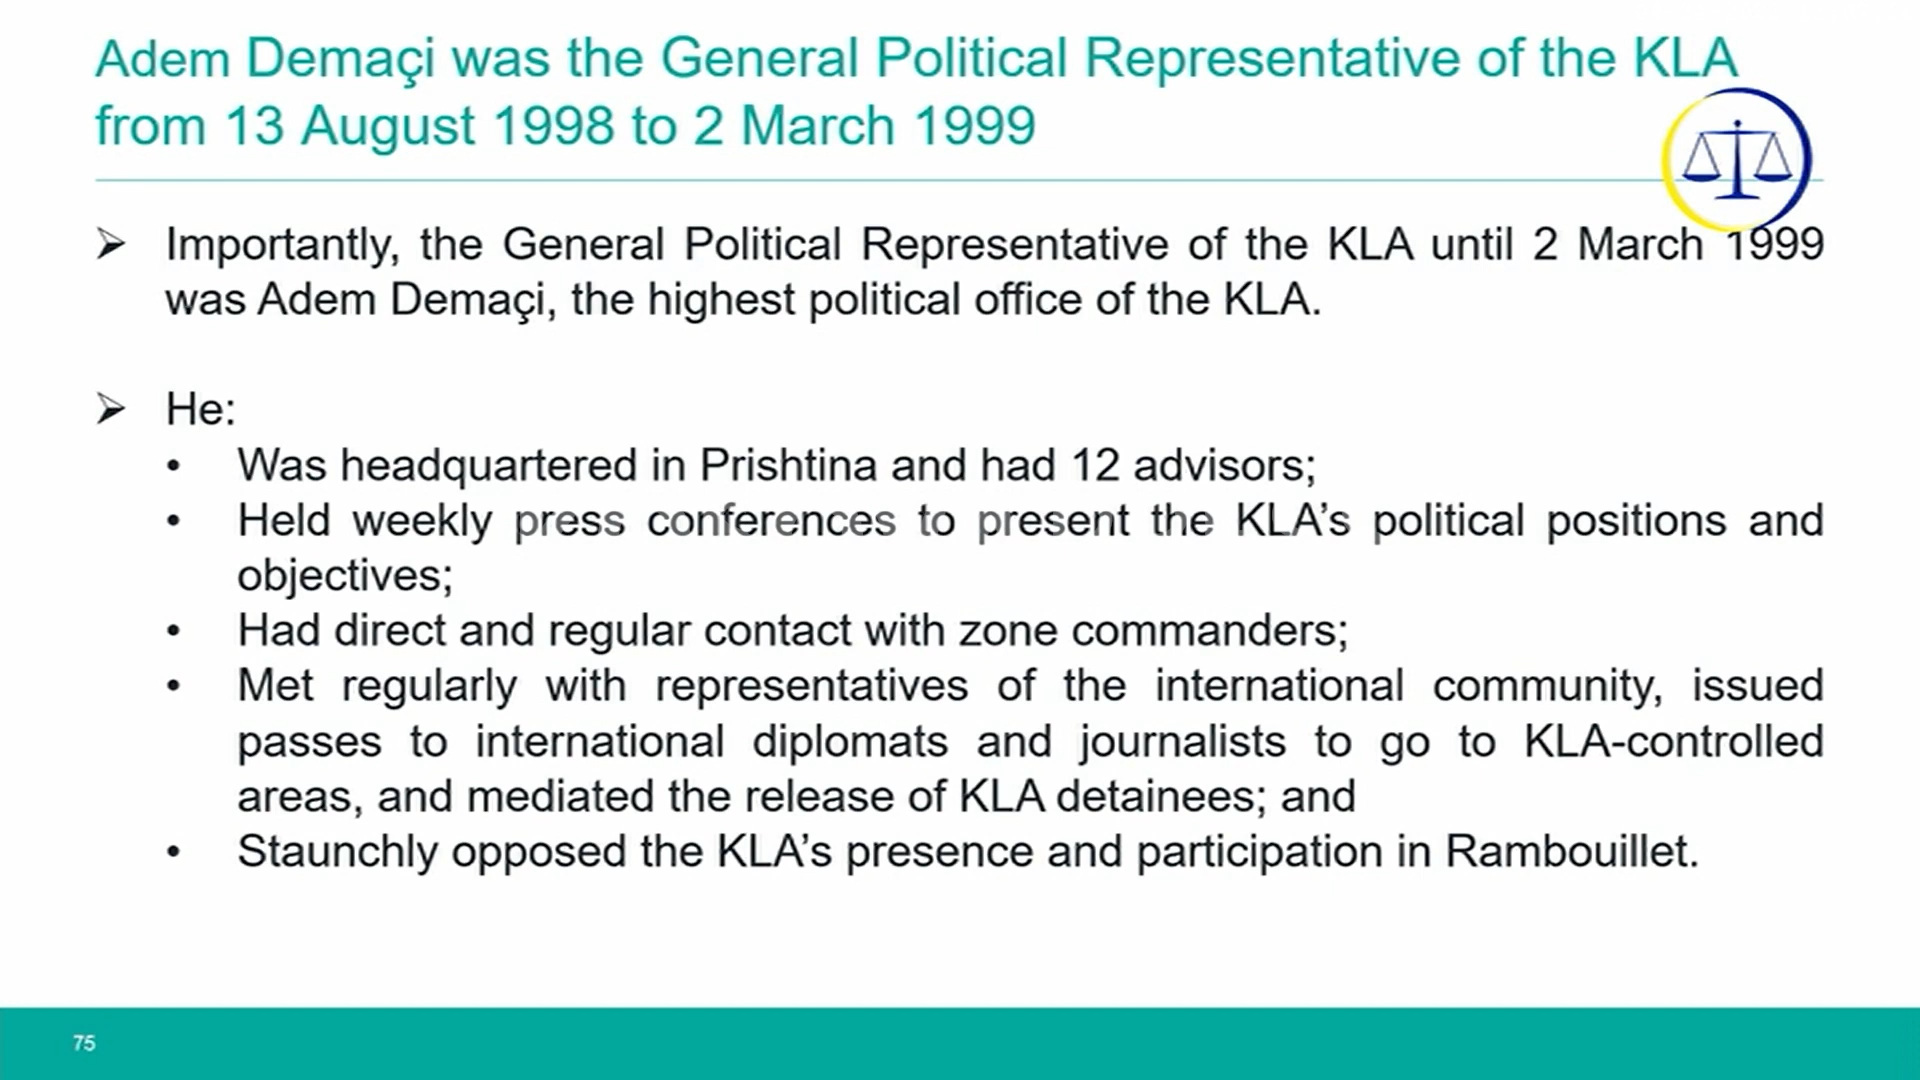 Adem Demaçi was the General Political Representative of the KLA
from 13 August 1998 to 2 March 1999
➢ Importantly, the General Political Representative of the KLA until 2 March 1999
was Adem Demaçi, the highest political office of the KLA.
➢ He:
• Was headquartered in Prishtina and had 12 advisors;
• Held weekly press conferences to present the KLA’s political positions and
objectives;
• Had direct and regular contact with zone commanders;
• Met regularly with representatives of the international community, issued
passes to international diplomats and journalists to go to KLA-controlled
areas, and mediated the release of KLA detainees; and
• Staunchly opposed the KLA’s presence and participation in Rambouillet.
75